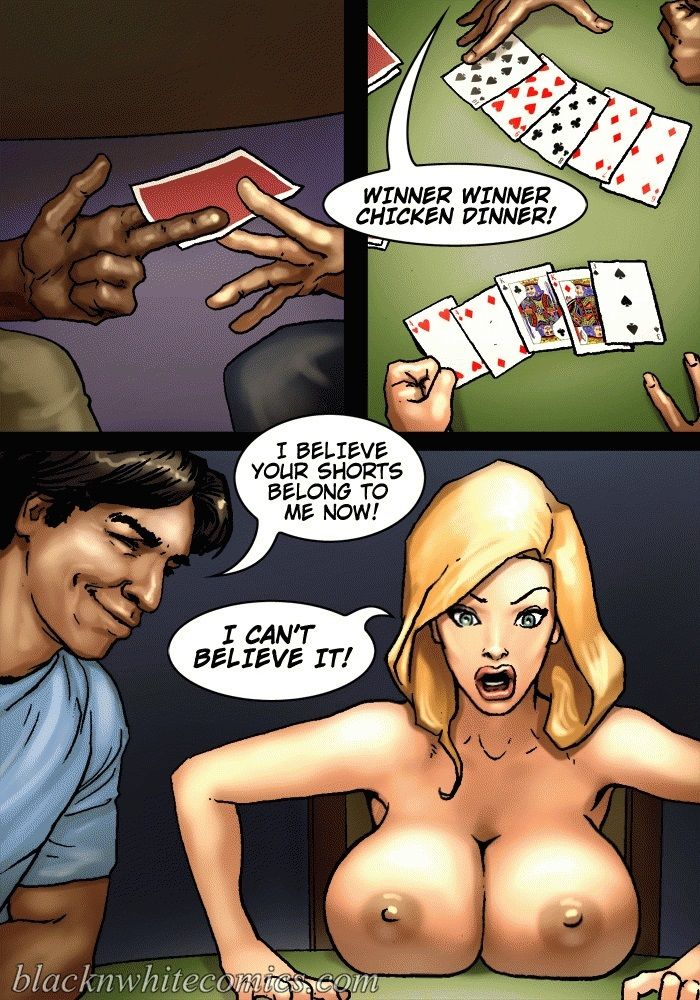 WINNER WINNER
CHICKEN DINNER!
I BELIEVE
YOUR SHORTS
BELONG TO
ME NOW!
I CAN'T
BELIEVE IT!
blacknwhitecomics.com